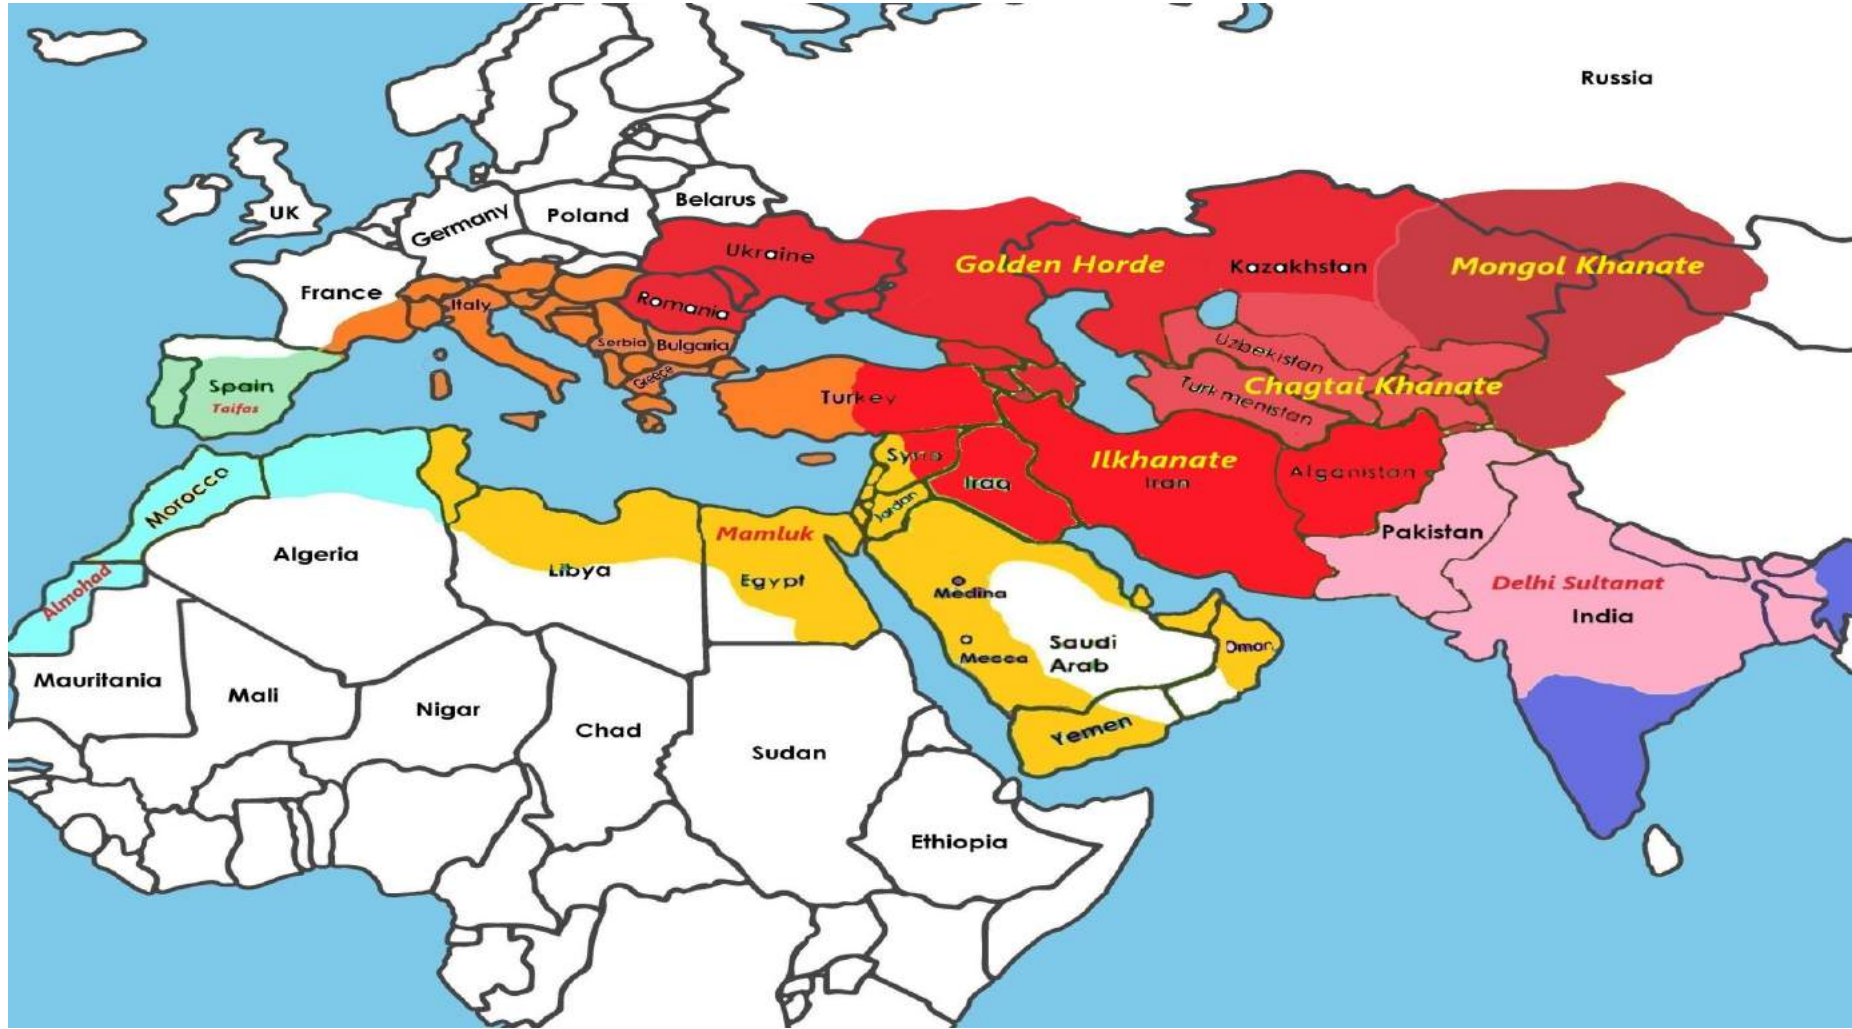 Russia
Belarus
UK
Germany
Poland
Ukraine
Golden Horde
Kazakhstan
Mongol Khanate
France
Italy
Romania
Serbia
Bulgaria
Uzbekistan
Greece
Spain
Taifas
Turkey
Turkmenistan
Chagtai Khanate
Morocco
Syria
Ilkhanate
Iran
Afganistan
Iraq
Jordan
Pakistan
Mamluk
Algeria
Libya
Egypt
Almohad
Medina
Delhi Sultanat
India
Saudi
Arab
Oman
Mecca
Mauritania
Mali
Nigar
Chad
Sudan
Yemen
Ethiopia